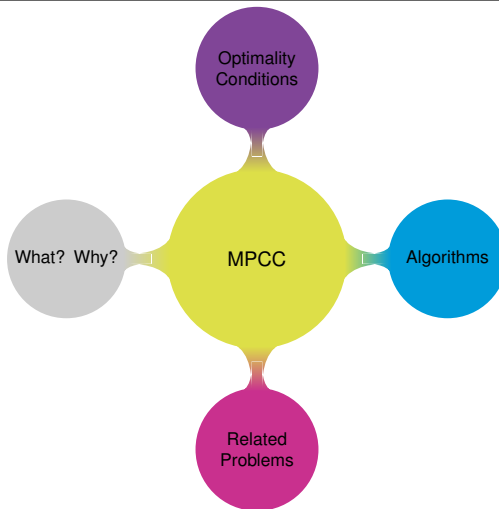 Optimality
Conditions
What? Why?
MPCC
Algorithms
Related
Problems